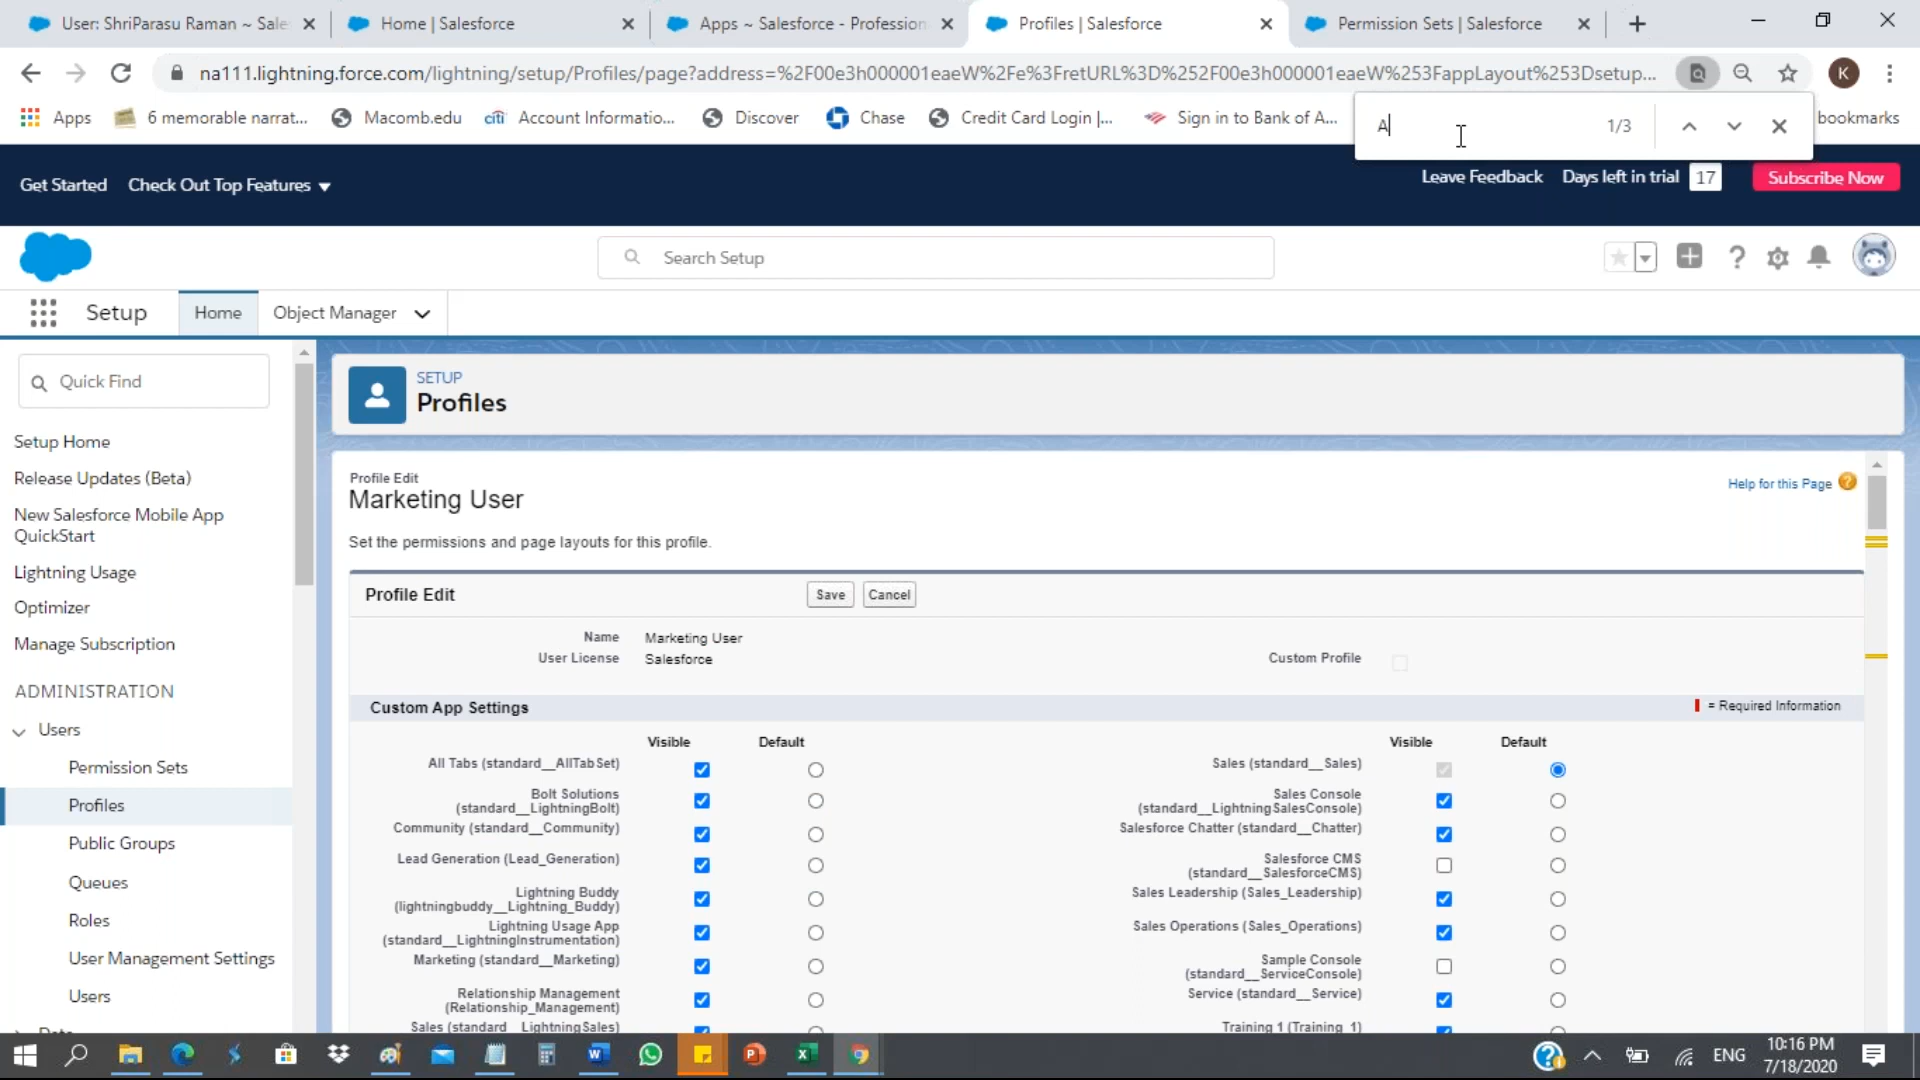 User: ShriParasu Raman ~ Sale
Home | Salesforce
Apps ~ Salesforce - Profession
Profiles | Salesforce
Permission Sets | Salesforce
na111.lightning.force.com/lightning/setup/Profiles/page?address=%2F00e3h000001eaeW%2Fe%3FretURL%3D%252F00e3h000001eaeW%253FappLayout%253Dsetup...
K
Apps
6 memorable narrat...
Macomb.edu
citi
Account Informatio...
Discover
Chase
Credit Card Login |...
Sign in to Bank of A...
bookmarks
A
1/3
Get Started
Check Out Top Features
Leave Feedback
Days left in trial
17
Subscribe Now
Search Setup
Setup
Home
Object Manager
Quick Find
Setup Home
Release Updates (Beta)
New Salesforce Mobile App
QuickStart
Lightning Usage
Optimizer
Manage Subscription
ADMINISTRATION
Users
Permission Sets
Profiles
Public Groups
Queues
Roles
User Management Settings
Users
Data
SETUP
Profiles
Profile Edit
Marketing User
Help for this Page
Set the permissions and page layouts for this profile.
Profile Edit
Save
Cancel
Name
Marketing User
User License
Salesforce
Custom Profile
Custom App Settings
= Required Information
Visible
Default
Visible
Default
All Tabs (standard__AllTabSet)
Sales (standard__Sales)
Bolt Solutions
(standard__LightningBolt)
Sales Console
(standard__LightningSalesConsole)
Community (standard__Community)
Salesforce Chatter (standard__Chatter)
Lead Generation (Lead_Generation)
Salesforce CMS
(standard__SalesforceCMS)
Lightning Buddy
(lightningbuddy__Lightning_Buddy)
Sales Leadership (Sales_Leadership)
Lightning Usage App
(standard__LightningInstrumentation)
Sales Operations (Sales_Operations)
Marketing (standard__Marketing)
Sample Console
(standard__ServiceConsole)
Relationship Management
(Relationship_Management)
Service (standard__Service)
Sales (standard__LightningSales)
Training 1 (Training_1)
ENG
10:16 PM
7/18/2020